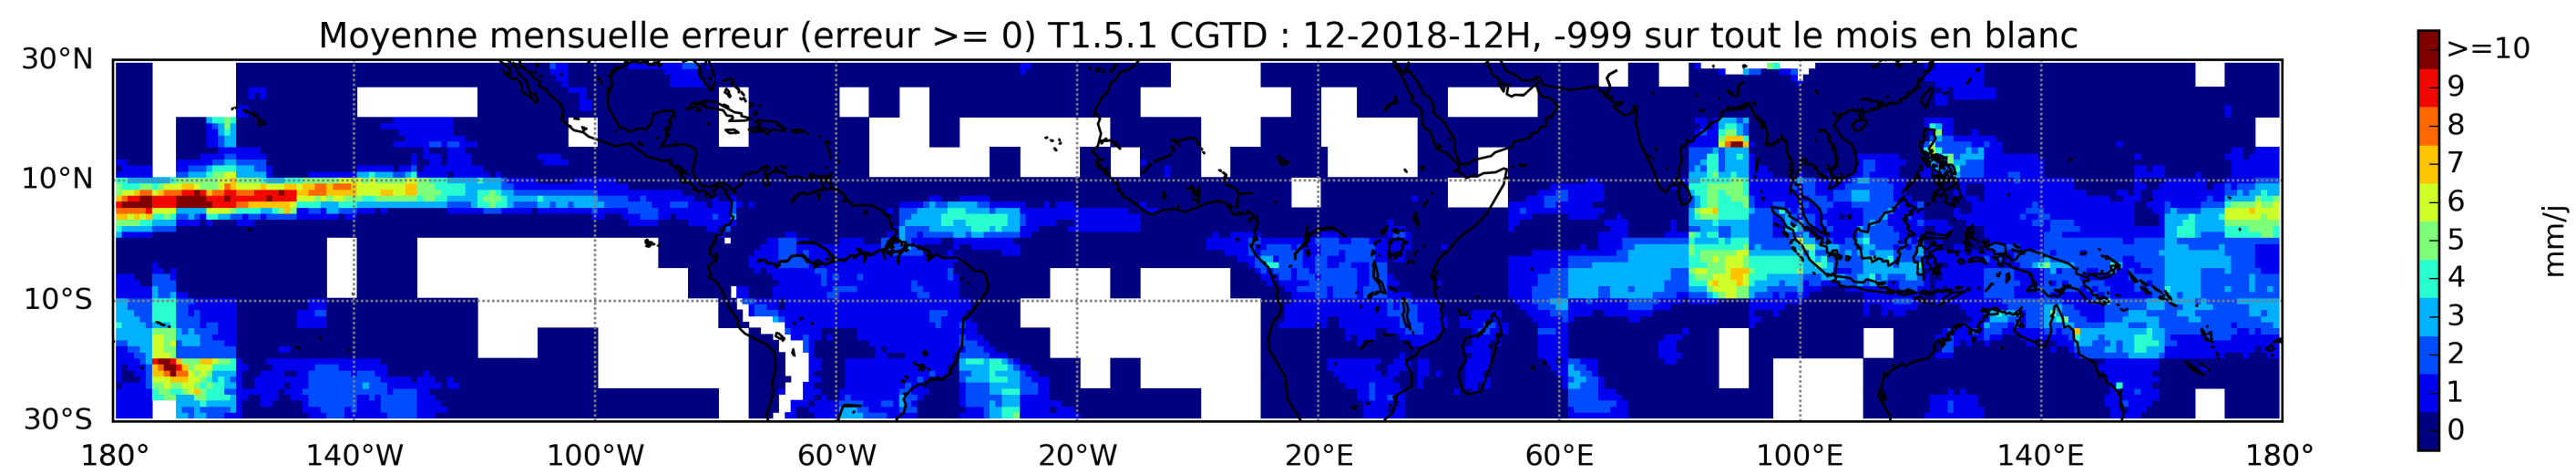 Moyenne mensuelle erreur (erreur >= 0) T1.5.1 CGTD : 12-2018-12H, -999 sur tout le mois en blanc
30°N
10°N
10°S
30°S
180°
140°W
100°W
60°W
20°W
20°E
60°E
100°E
140°E
180°
>=10
9
8
7
6
5
4
3
2
1
0
mm/j